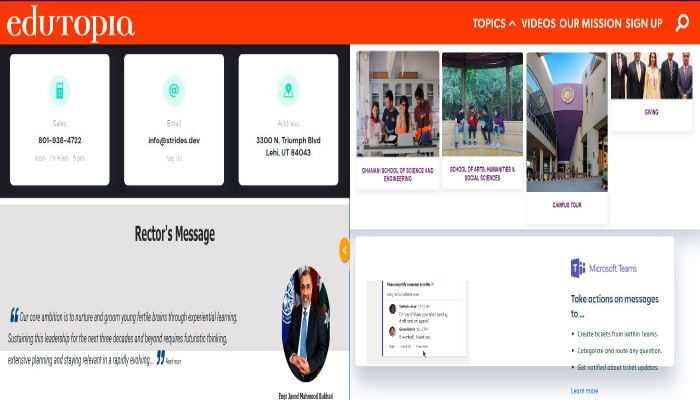 edUTOPIA
TOPICS VIDEOS OUR MISSION SIGN UP
Sales
801-938-4722
Mon - Fri 9 am - 5 pm
Email
info@strides.dev
Say Hi!
Address
3300 N. Triumph Blvd
Lehi, UT 84043
Rector's Message
“ Our core ambition is to nurture and groom young fertile brains through experiential learning.
Sustaining this leadership for the next three decades and beyond requires futuristic thinking,
extensive planning and staying relevant in a rapidly evolving... ” Read more
Engr Javed Mahmood Bukhari
DHANANI SCHOOL OF SCIENCE AND
ENGINEERING
SCHOOL OF ARTS, HUMANITIES &
SOCIAL SCIENCES
CAMPUS TOUR
GIVING
Microsoft Teams
Take actions on messages
to ...
• Create tickets from within Teams.
• Categorize and route any question.
• Get notified about ticket updates.
Learn more